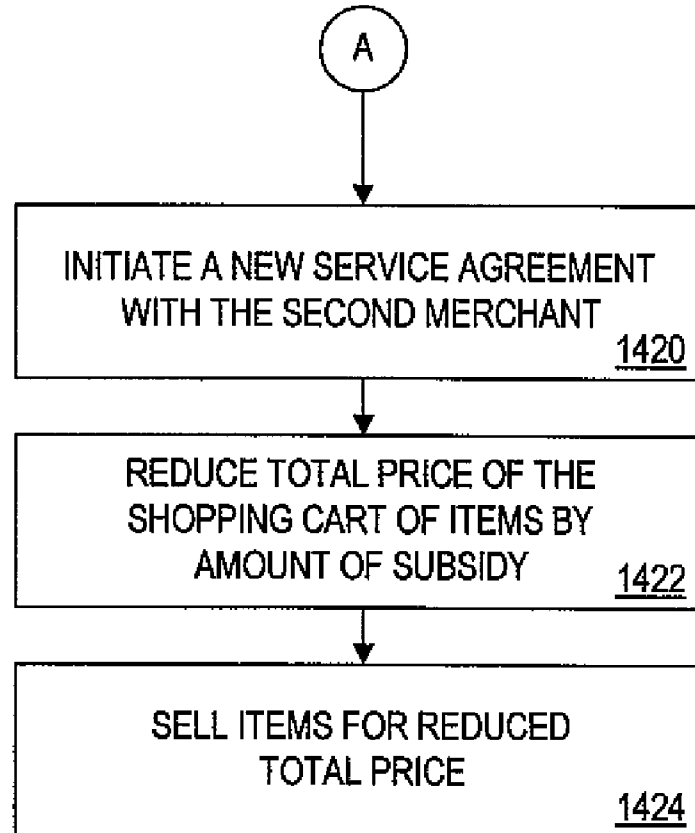 A
INITIATE A NEW SERVICE AGREEMENT
WITH THE SECOND MERCHANT
1420
REDUCE TOTAL PRICE OF THE
SHOPPING CART OF ITEMS BY
AMOUNT OF SUBSIDY
1422
SELL ITEMS FOR REDUCED
TOTAL PRICE
1424